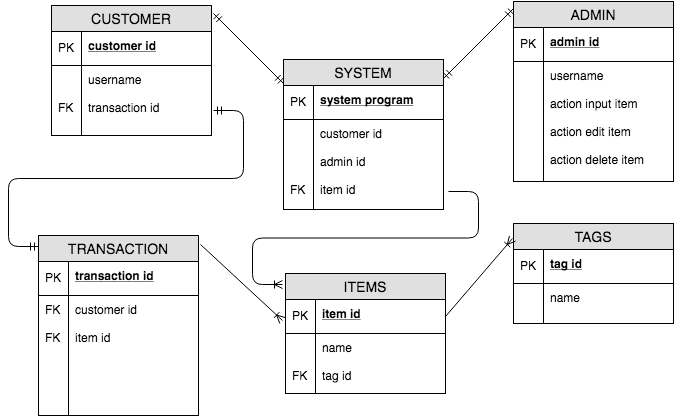 CUSTOMER
PK customer id
username
FK transaction id
SYSTEM
PK system program
customer id
admin id
FK item id
ADMIN
PK admin id
username
action input item
action edit item
action delete item
TRANSACTION
PK transaction id
FK customer id
FK item id
ITEMS
PK item id
name
FK tag id
TAGS
PK tag id
name